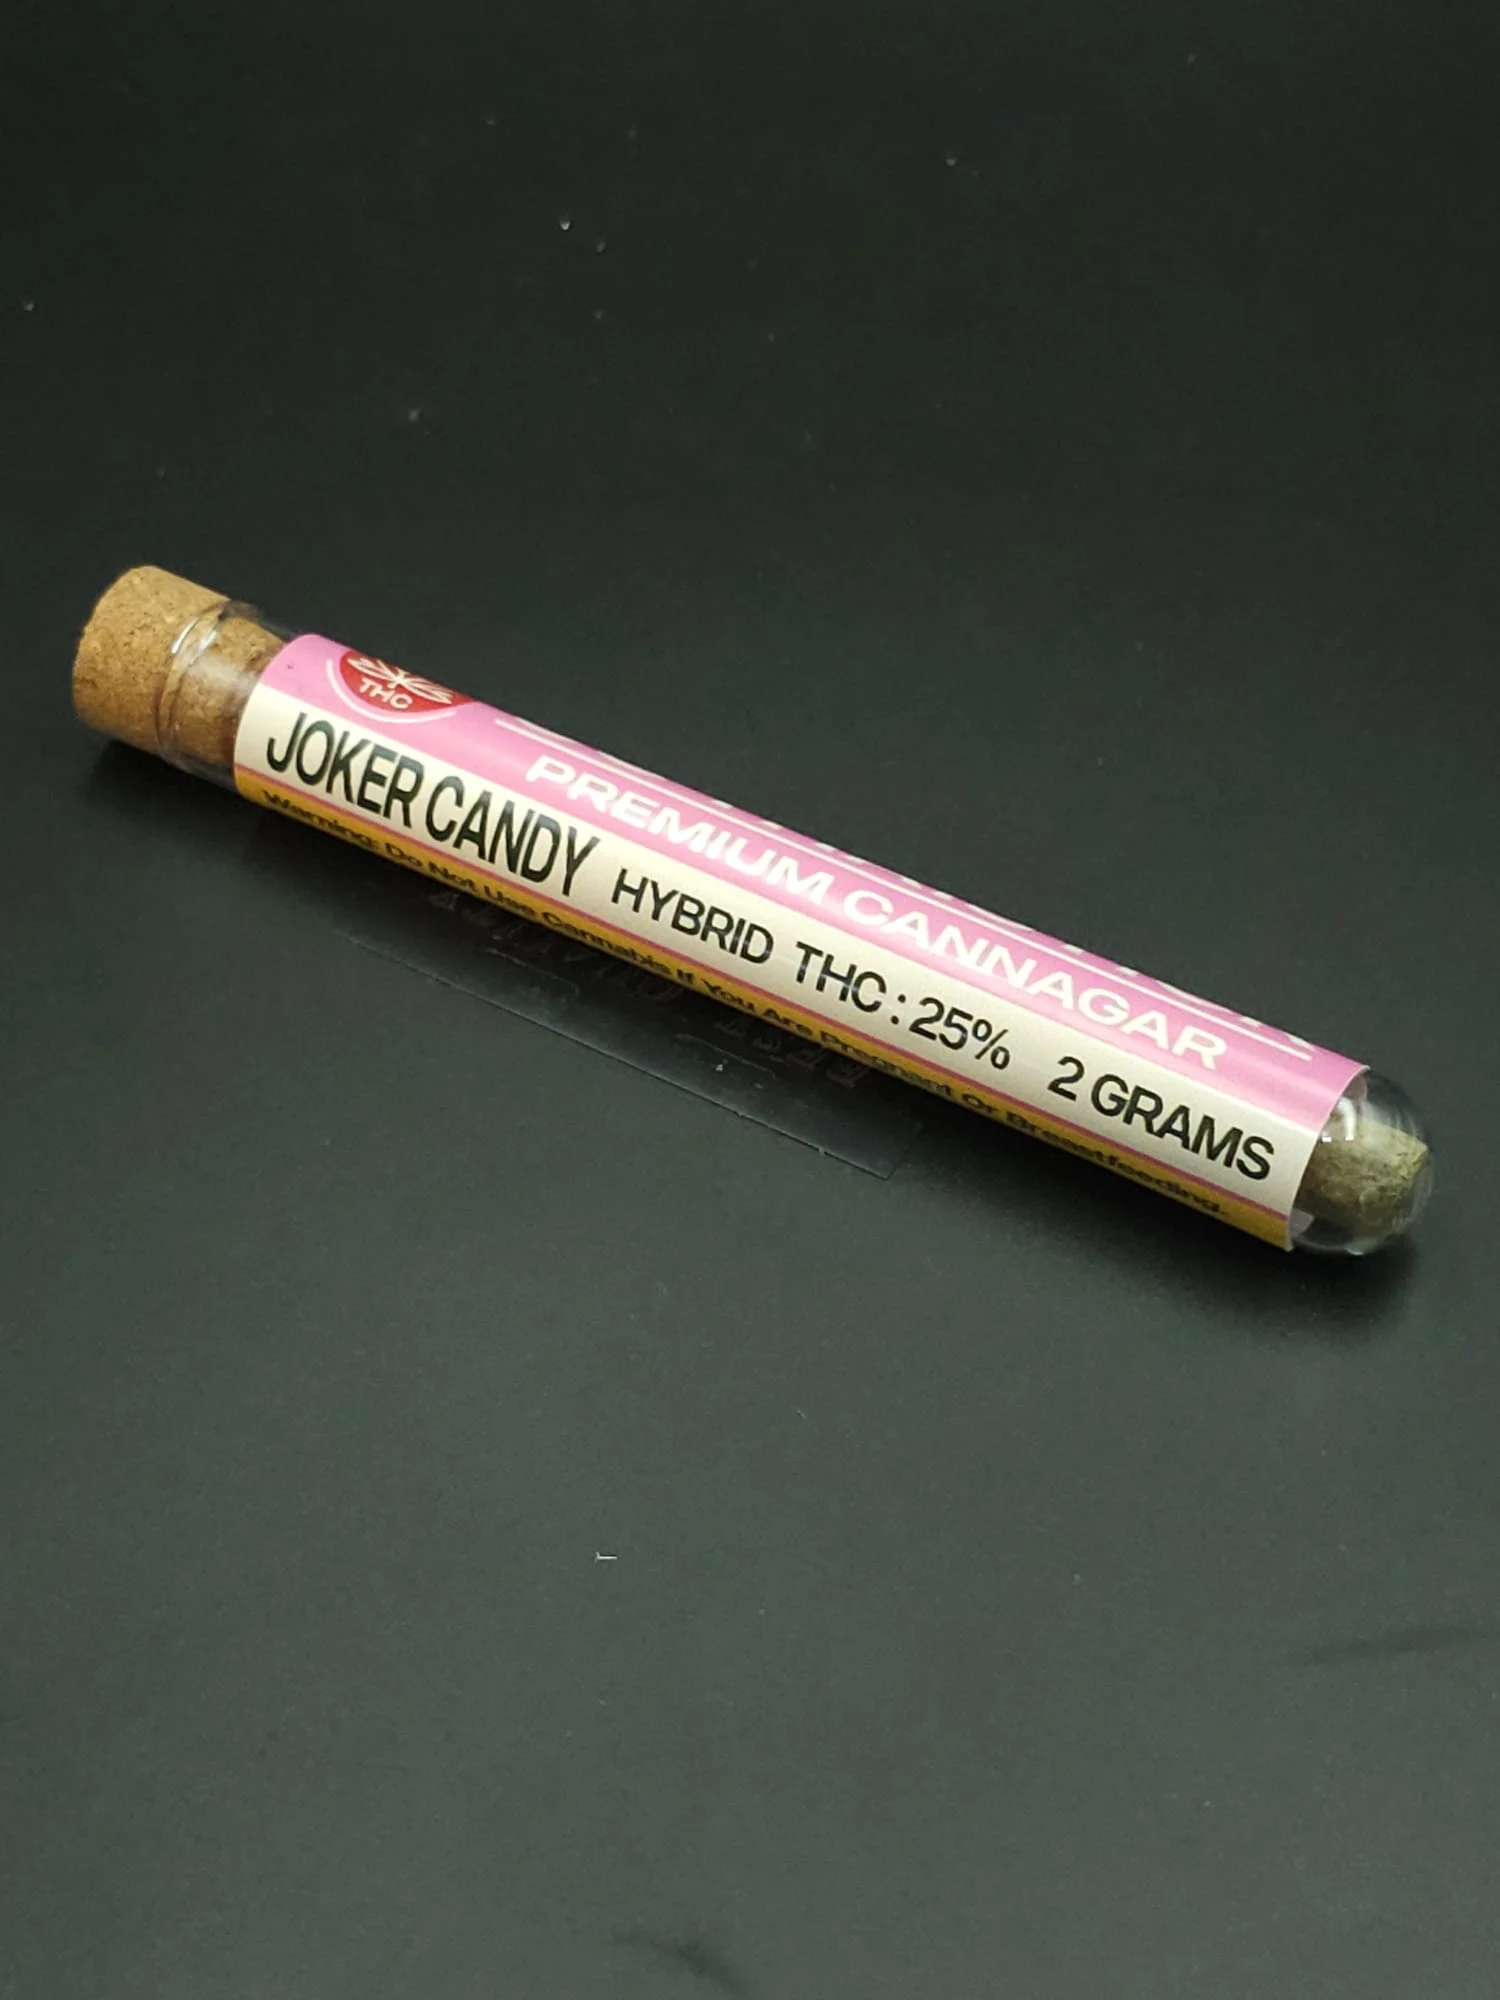 THC
PREMIUM CANNAGAR
JOKER CANDY HYBRID THC: 25% 2 GRAMS
Warning: Do Not Use Cannabis If You Are Pregnant Or Breastfeeding.